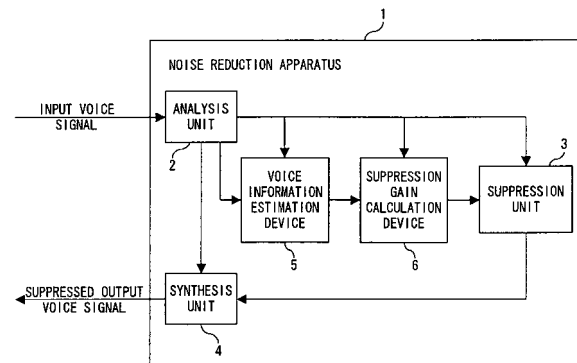 1
NOISE REDUCTION APPARATUS
INPUT VOICE
SIGNAL
ANALYSIS
UNIT
2
3
VOICE
INFORMATION
ESTIMATION
DEVICE
5
SUPPRESSION
GAIN
CALCULATION
DEVICE
6
SUPPRESSION
UNIT
SUPPRESSED OUTPUT
VOICE SIGNAL
SYNTHESIS
UNIT
4